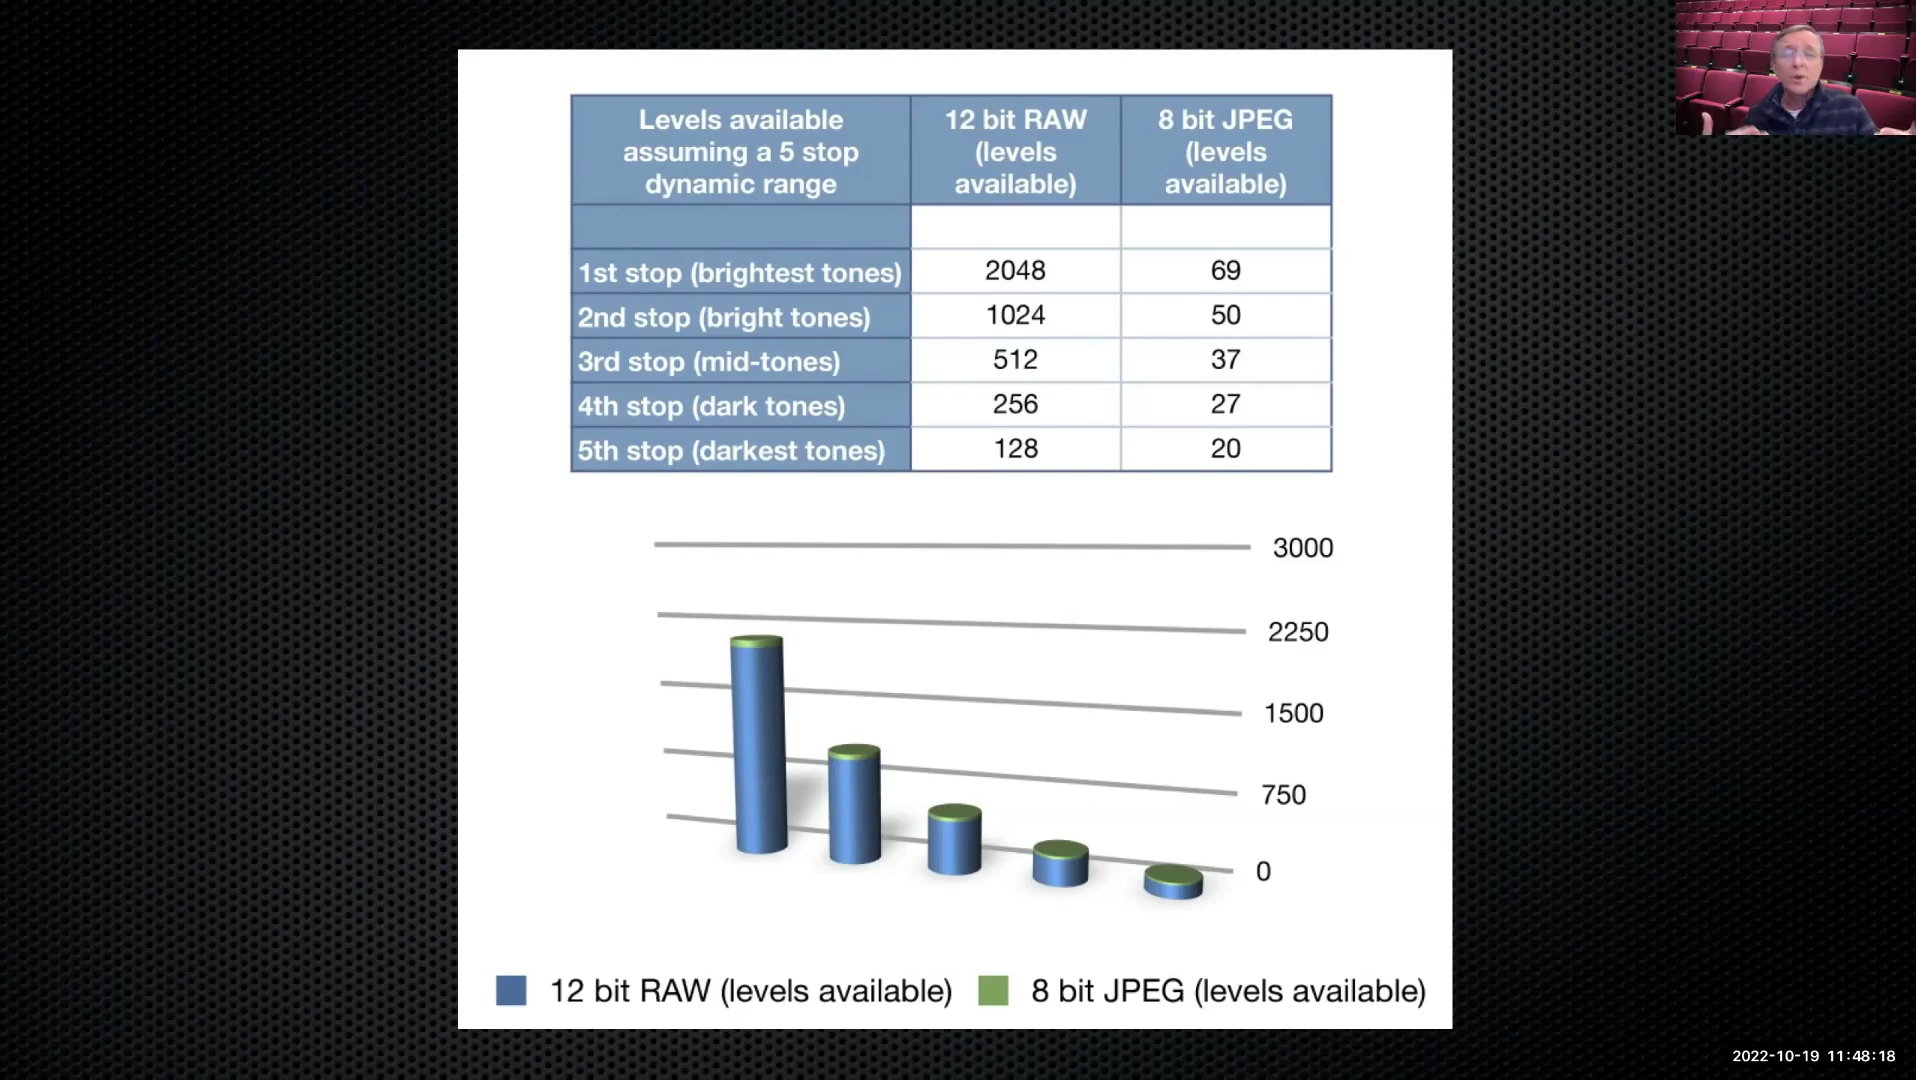 Levels available
assuming a 5 stop
dynamic range
12 bit RAW
(levels
available)
8 bit JPEG
(levels
available)
1st stop (brightest tones) 2048 69
2nd stop (bright tones) 1024 50
3rd stop (mid-tones) 512 37
4th stop (dark tones) 256 27
5th stop (darkest tones) 128 20
3000
2250
1500
750
0
12 bit RAW (levels available) 8 bit JPEG (levels available)
2022-10-19 11:48:18